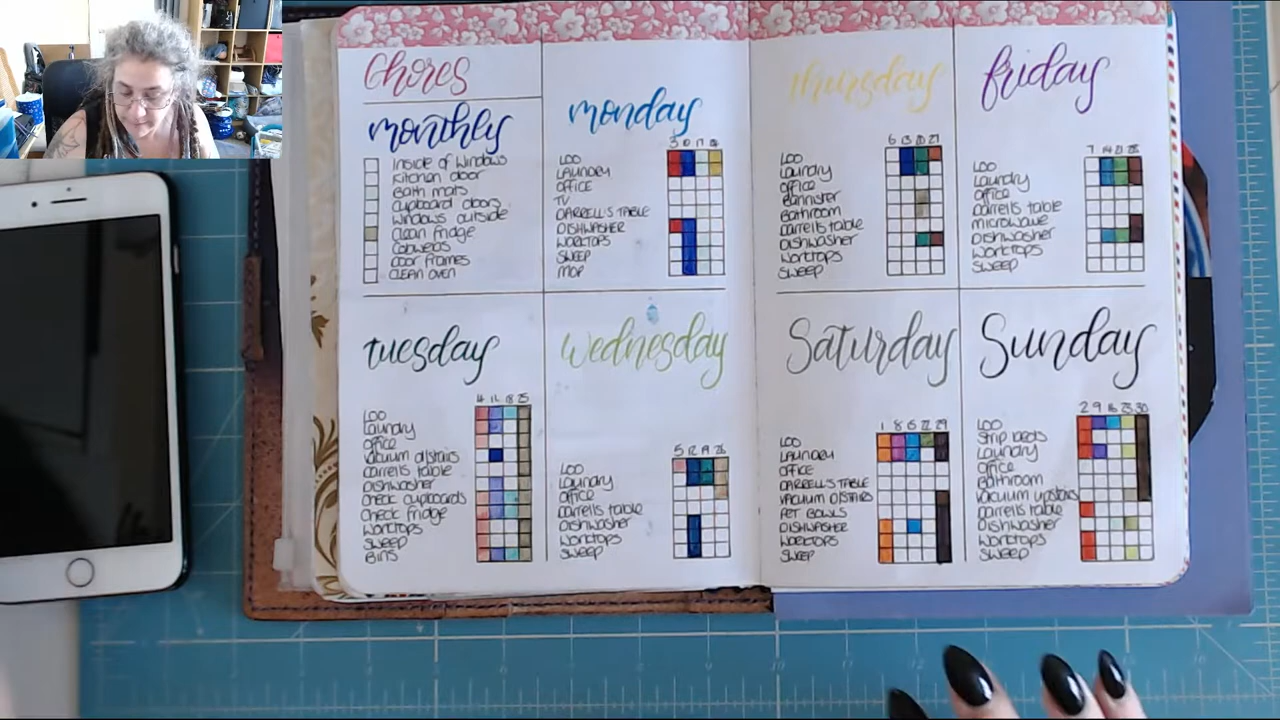 Chores
monthly
Inside of windows
Kitchen door
Bath mats
cupboard doors
windows outside
Clean fridge
Cobwebs
Door frames
CLEAN OVEN
monday
3 10 17 24
LOO
LAUNDRY
OFFICE
TV
DARRELL'S TABLE
DISHWASHER
WORKTOPS
SWEEP
MOP
tuesday
4 11 18 25
LOO
Laundry
office
vacuum d/stairs
Darrells table
Dishwasher
check cupboards
check fridge
worktops
sweep
BINS
wednesday
5 12 19 26
LOO
Laundry
office
Darrells table
DISHWASHER
worktops
sweep
thursday
6 13 20 27
LOO
Laundry
office
Bannister
Bathroom
Darrells table
DISHWASHER
worktops
SWEEP
friday
7 14 21 28
LOO
Laundry
office
Darrells table
microwave
DISHWASHER
worktops
sweep
Saturday
1 8 15 22 29
LOO
LAUNDRY
OFFICE
DARRELLS TABLE
VACUUM D/STAIRS
PET BOWLS
DISHWASHER
WORKTOPS
SWEEP
Sunday
2 9 16 23 30
LOO
Strip beds
Laundry
office
Bathroom
vacuum upstairs
Darrells table
Dishwasher
worktops
sweep